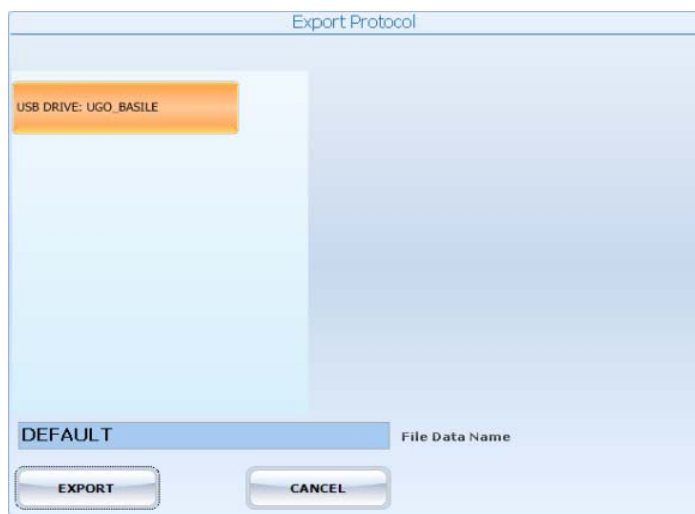 Export Protocol
USB DRIVE: UGO_BASILE
DEFAULT
File Data Name
EXPORT
CANCEL